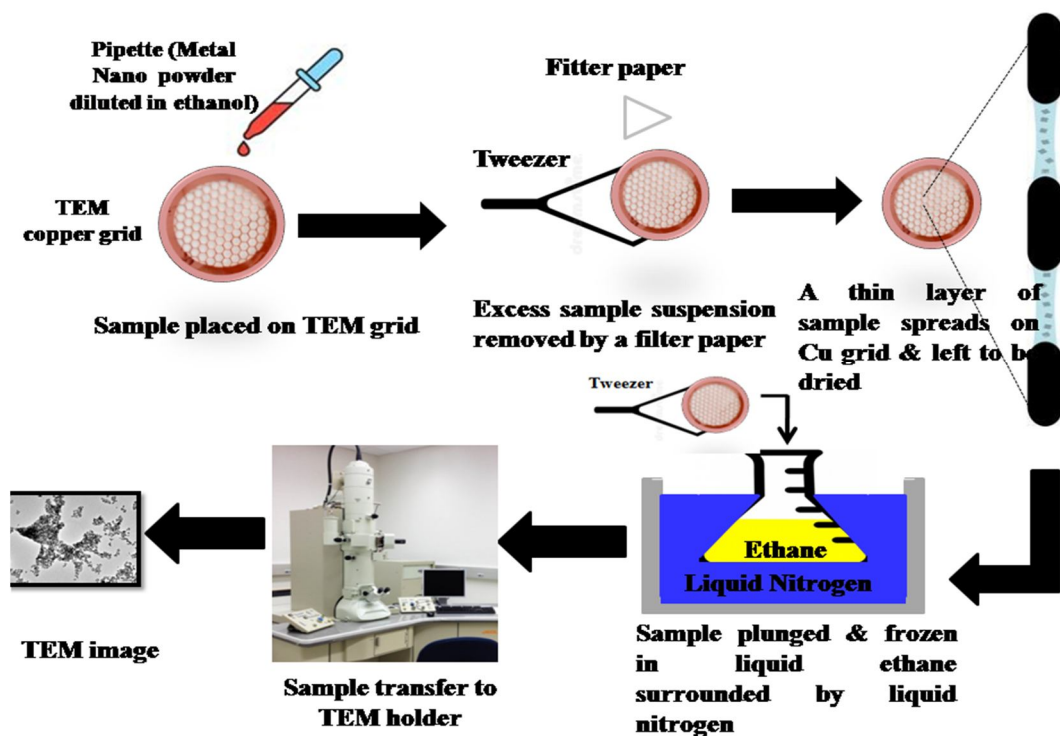 Pipette (Metal
Nano powder
diluted in ethanol)
TEM
copper grid
Sample placed on TEM grid
Fitter paper
Tweezer
Excess sample suspension
removed by a filter paper
A thin layer of
sample spreads on
Cu grid & left to be
dried
Tweezer
Ethane
Liquid Nitrogen
Sample plunged & frozen
in liquid ethane
surrounded by liquid
nitrogen
Sample transfer to
TEM holder
TEM image